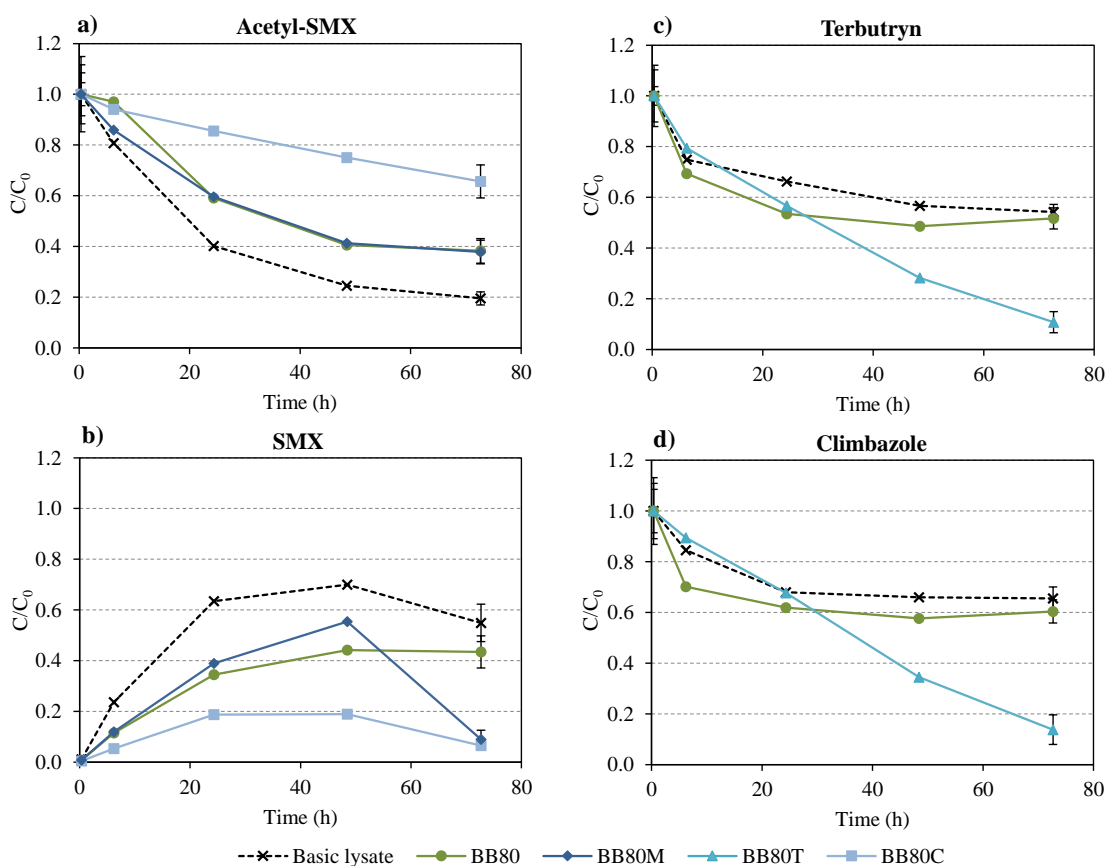 a) Acetyl-SMX
1.2
1.0
0.8
0.6
0.4
0.2
0.0
C/C0
0 20 40 60 80
Time (h)
c) Terbutryn
1.2
1.0
0.8
0.6
0.4
0.2
0.0
C/C0
0 20 40 60 80
Time (h)
b) SMX
1.2
1.0
0.8
0.6
0.4
0.2
0.0
C/C0
0 20 40 60 80
Time (h)
d) Climbazole
1.2
1.0
0.8
0.6
0.4
0.2
0.0
C/C0
0 20 40 60 80
Time (h)
Basic lysate BB80 BB80M BB80T BB80C